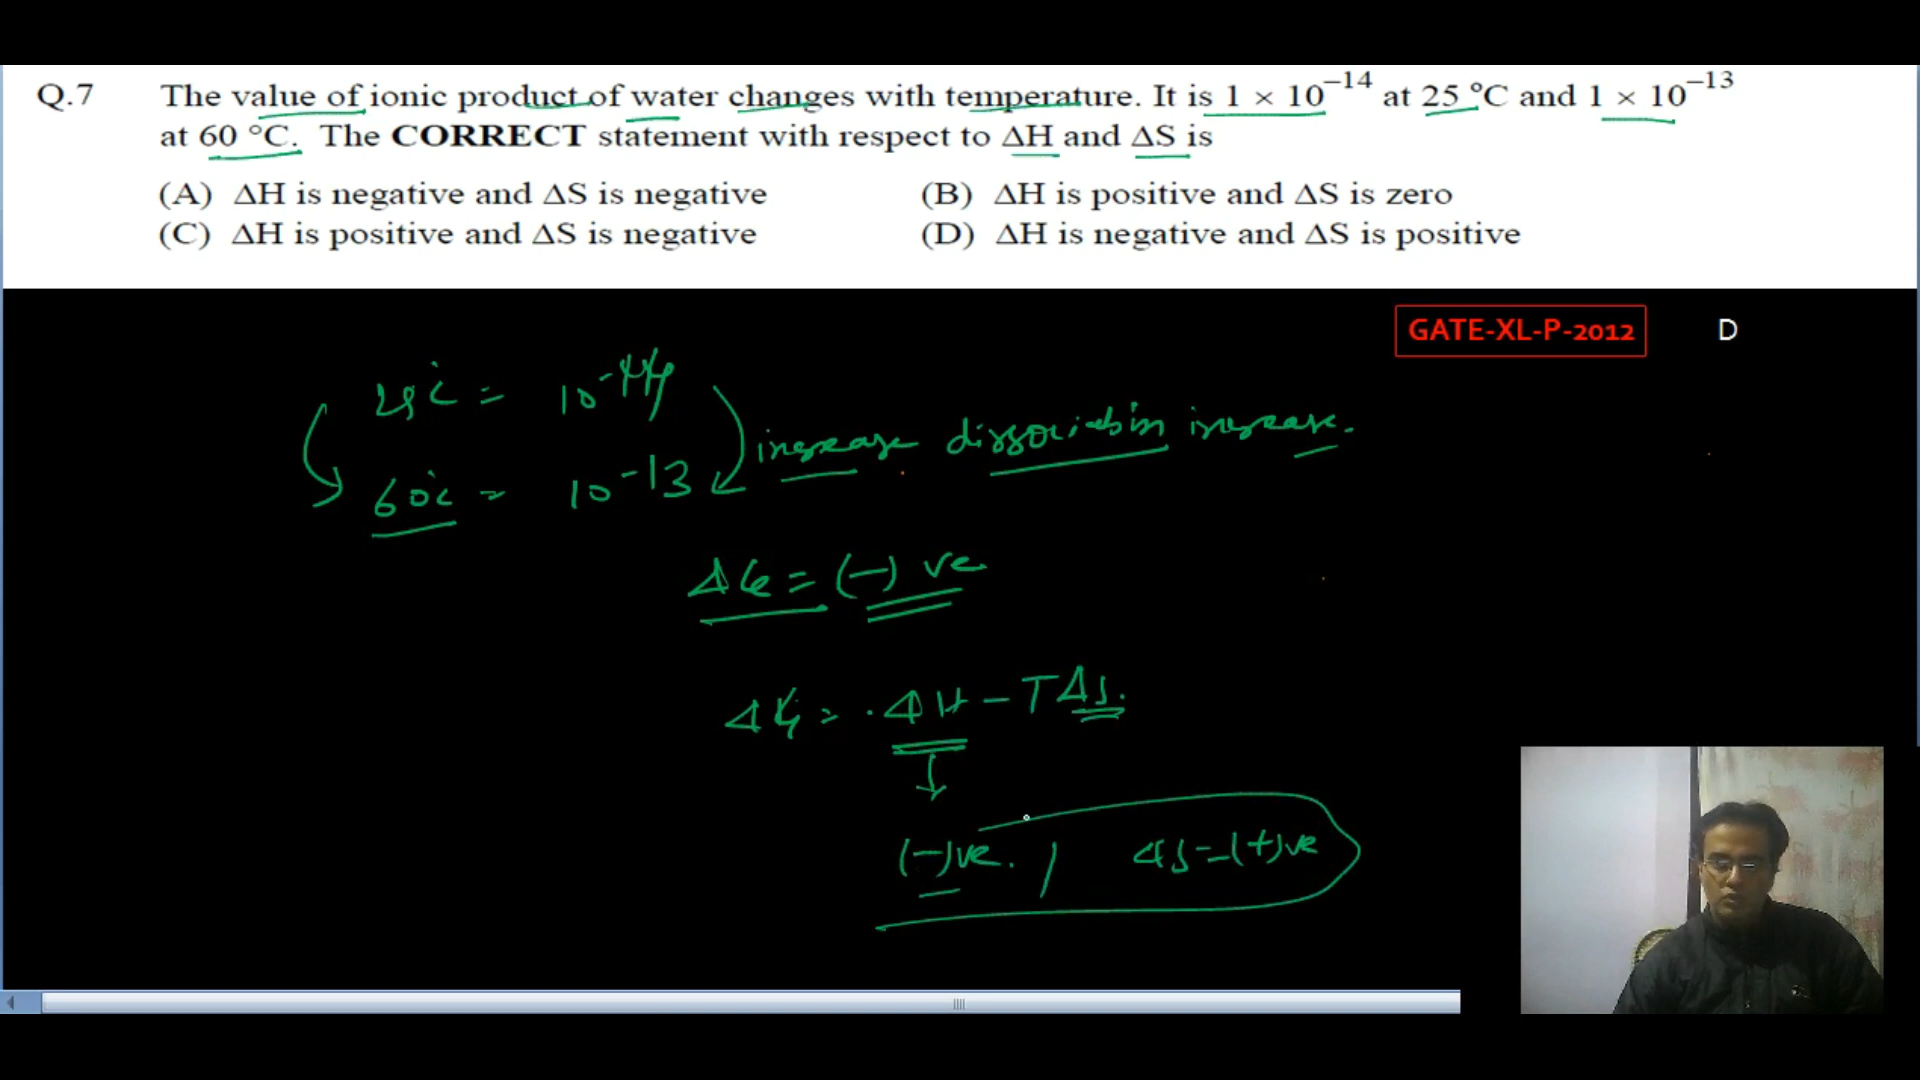 Q.7 The value of ionic product of water changes with temperature. It is 1 × 10⁻¹⁴ at 25 °C and 1 × 10⁻¹³
at 60 °C. The CORRECT statement with respect to ΔH and ΔS is
(A) ΔH is negative and ΔS is negative (B) ΔH is positive and ΔS is zero
(C) ΔH is positive and ΔS is negative (D) ΔH is negative and ΔS is positive
GATE-XL-P-2012 D
= 10⁻¹⁴
60°C = 10⁻¹³
increase dissociation increase.
ΔG = (-) ve
ΔG = ΔH - TΔS.
(-)ve. / ΔS = (+)ve